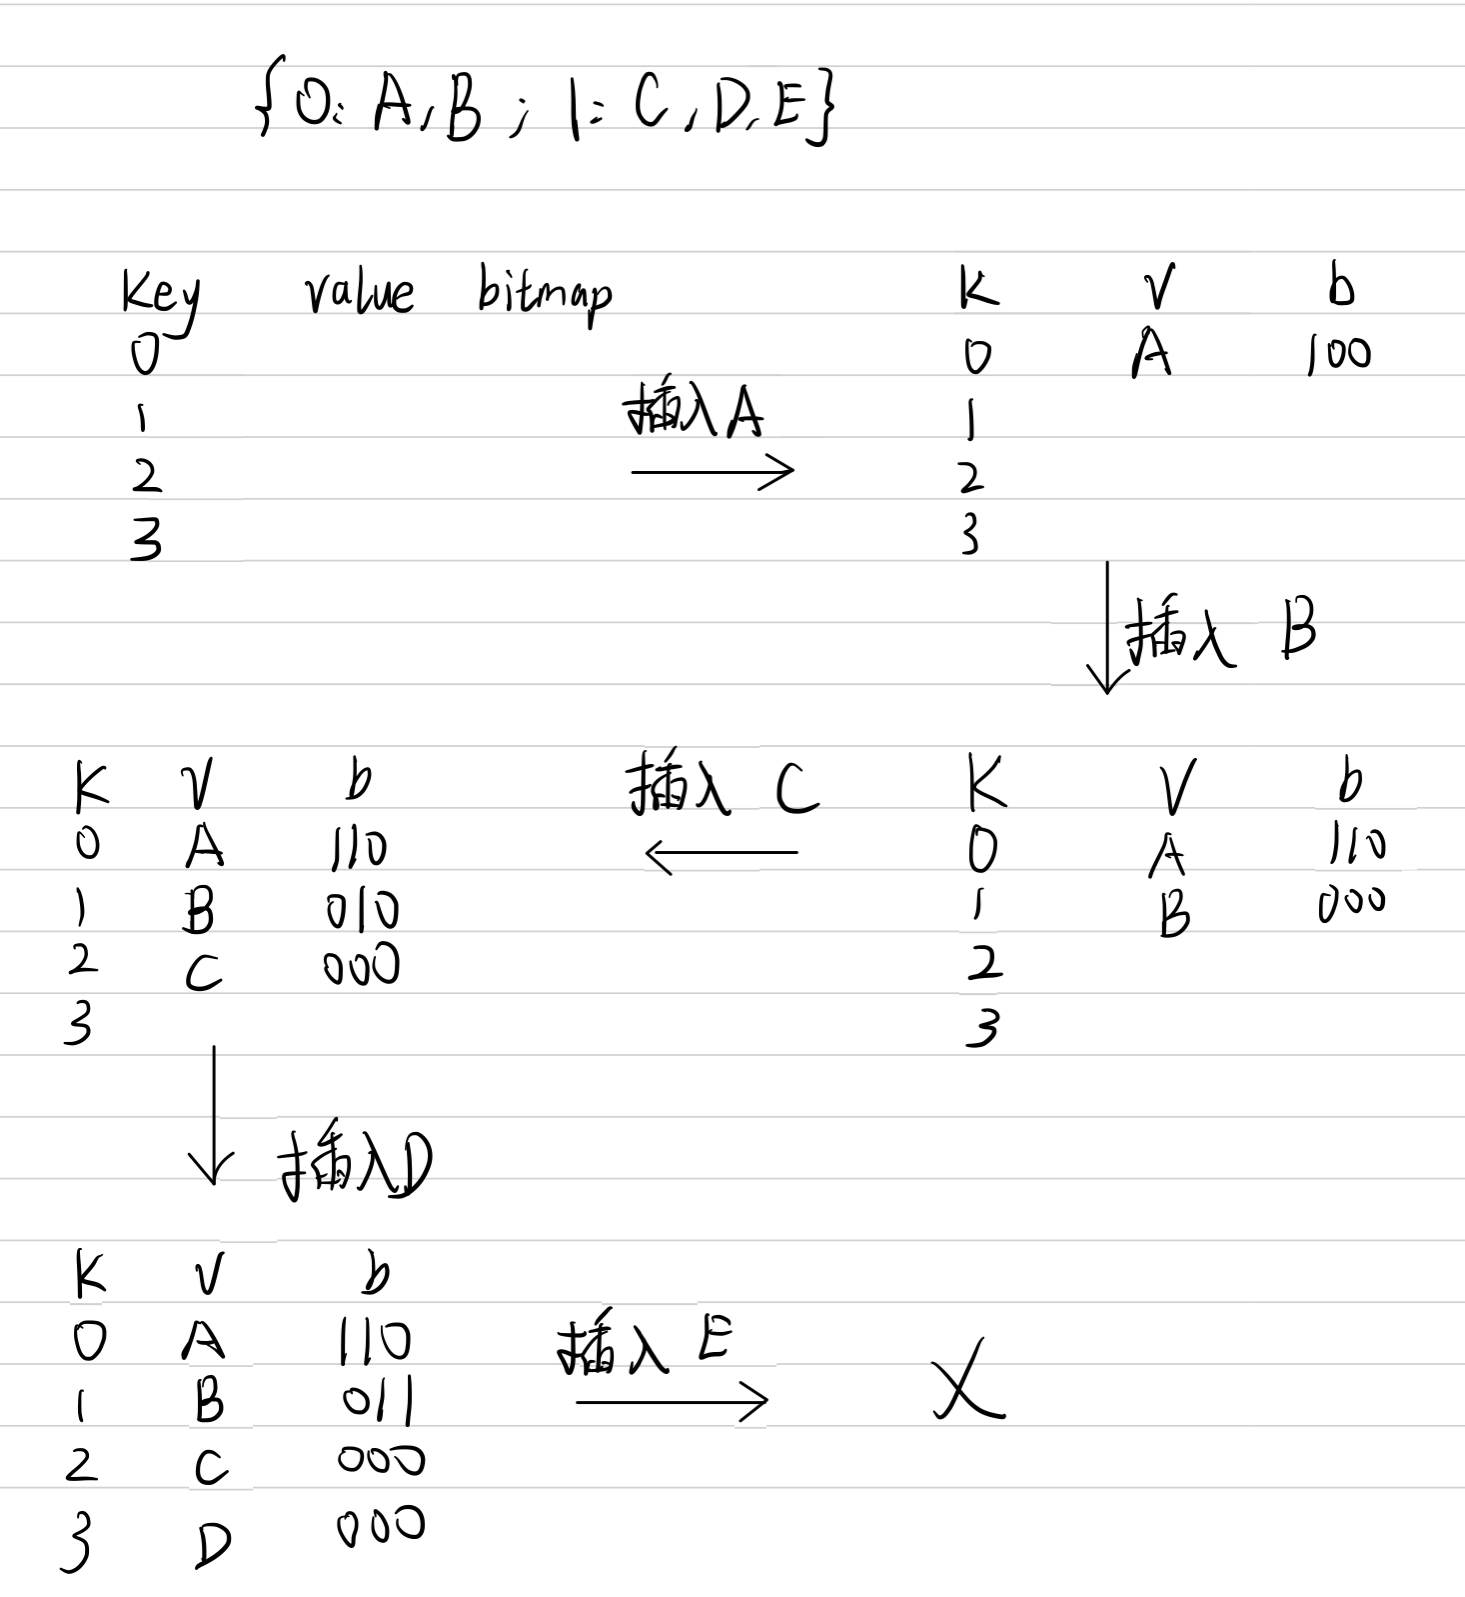 {0: A, B ; 1: C, D, E}
Key value bitmap
0
1
2
3
插入A
K V b
0 A 100
1
2
3
插入 B
K V b
0 A 110
1 B 000
2
3
插入 C
K V b
0 A 110
1 B 010
2 C 000
3
插入D
K V b
0 A 110
1 B 011
2 C 000
3 D 000
插入 E
X